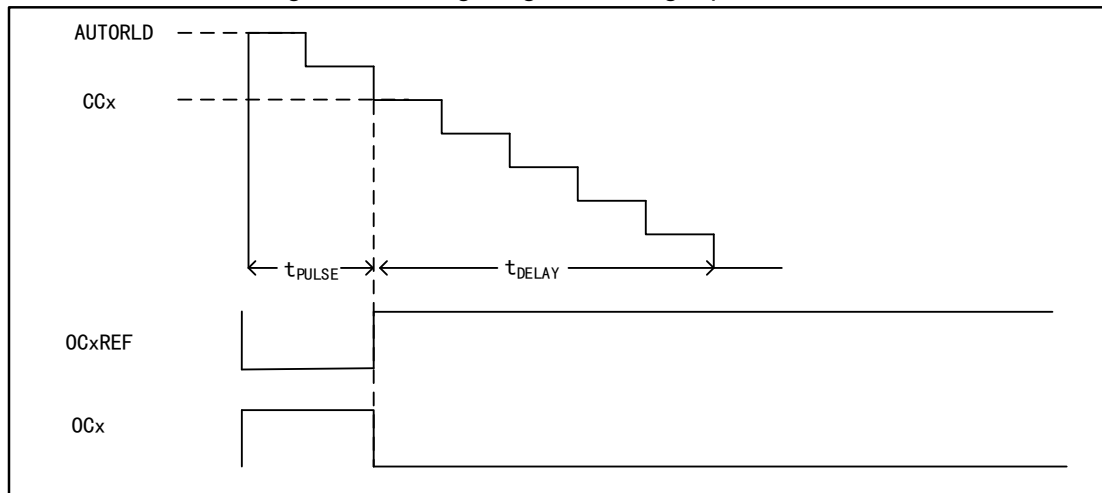 AUTORLD
CCx
tPULSE
tDELAY
OCxREF
OCx